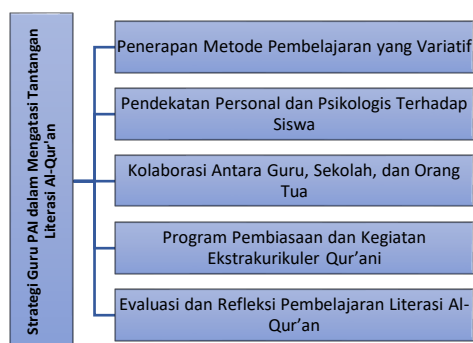 Strategi Guru PAI dalam Mengatasi Tantangan
Literasi Al-Qur'an
Penerapan Metode Pembelajaran yang Variatif
Pendekatan Personal dan Psikologis Terhadap
Siswa
Kolaborasi Antara Guru, Sekolah, dan Orang
Tua
Program Pembiasaan dan Kegiatan
Ekstrakurikuler Qur’ani
Evaluasi dan Refleksi Pembelajaran Literasi Al-
Qur’an